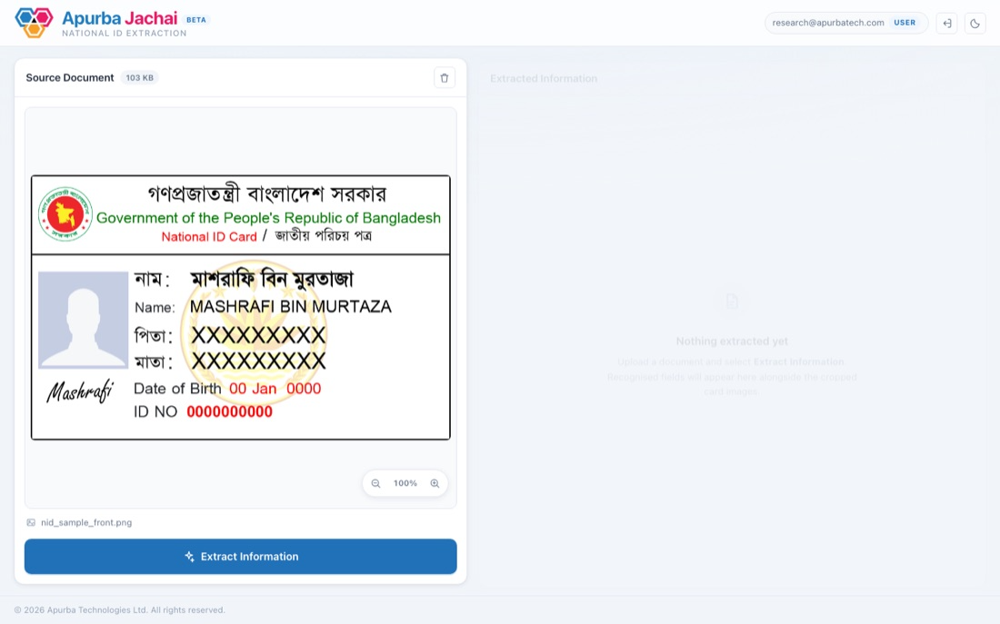 Apurba Jachai BETA
NATIONAL ID EXTRACTION
research@apurbatech.com USER
Source Document 103 KB
গণপ্রজাতন্ত্রী বাংলাদেশ সরকার
Government of the People's Republic of Bangladesh
National ID Card / জাতীয় পরিচয় পত্র
নাম : মাশরাফি বিন মুরতাজা
Name: MASHRAFI BIN MURTAZA
পিতা : XXXXXXXXX
মাতা : XXXXXXXXX
Mashrafi
Date of Birth 00 Jan 0000
ID NO 0000000000
100%
nid_sample_front.png
Extract Information
Extracted Information
Nothing extracted yet
Upload a document and select Extract Information.
Recognised fields will appear here alongside the cropped
card images.
© 2026 Apurba Technologies Ltd. All rights reserved.